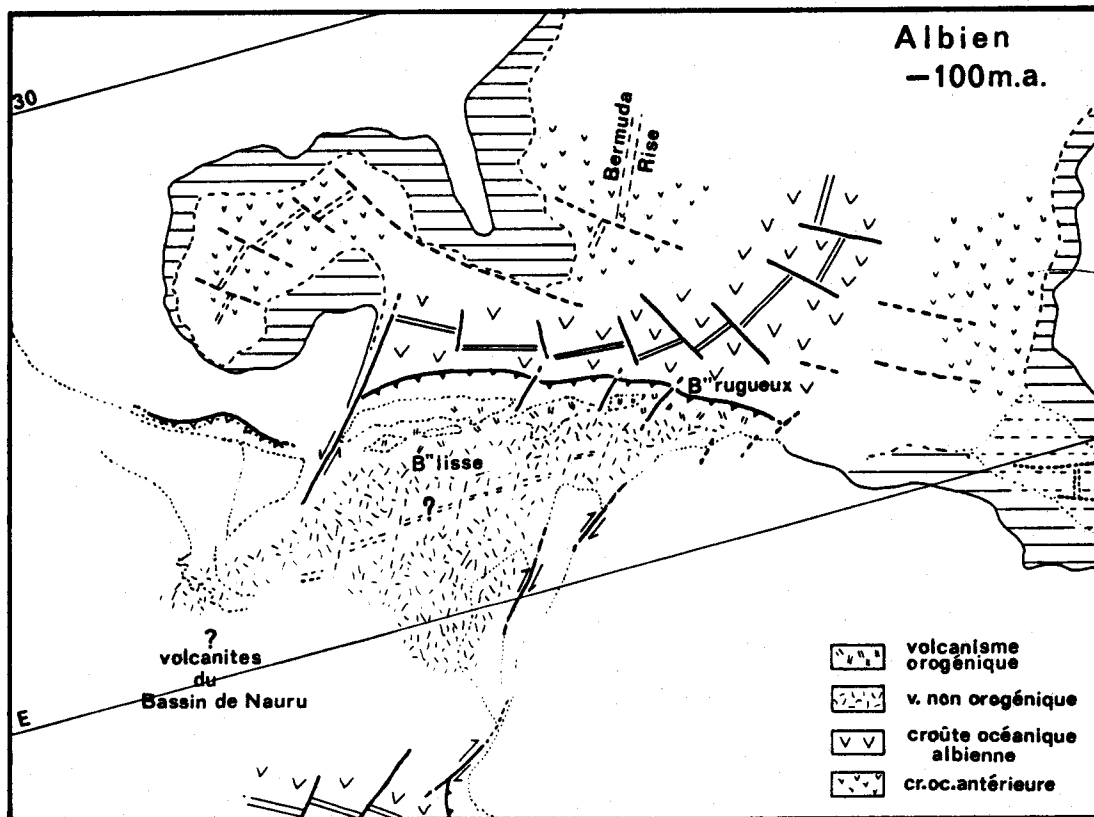 Albien
—100m.a.
30
Bermuda
Rise
B" rugueux
B" lisse
?
?
volcanites
du
Bassin de Nauru
E
volcanisme
orogénique
v. non orogénique
croûte océanique
albienne
cr.oc.antérieure